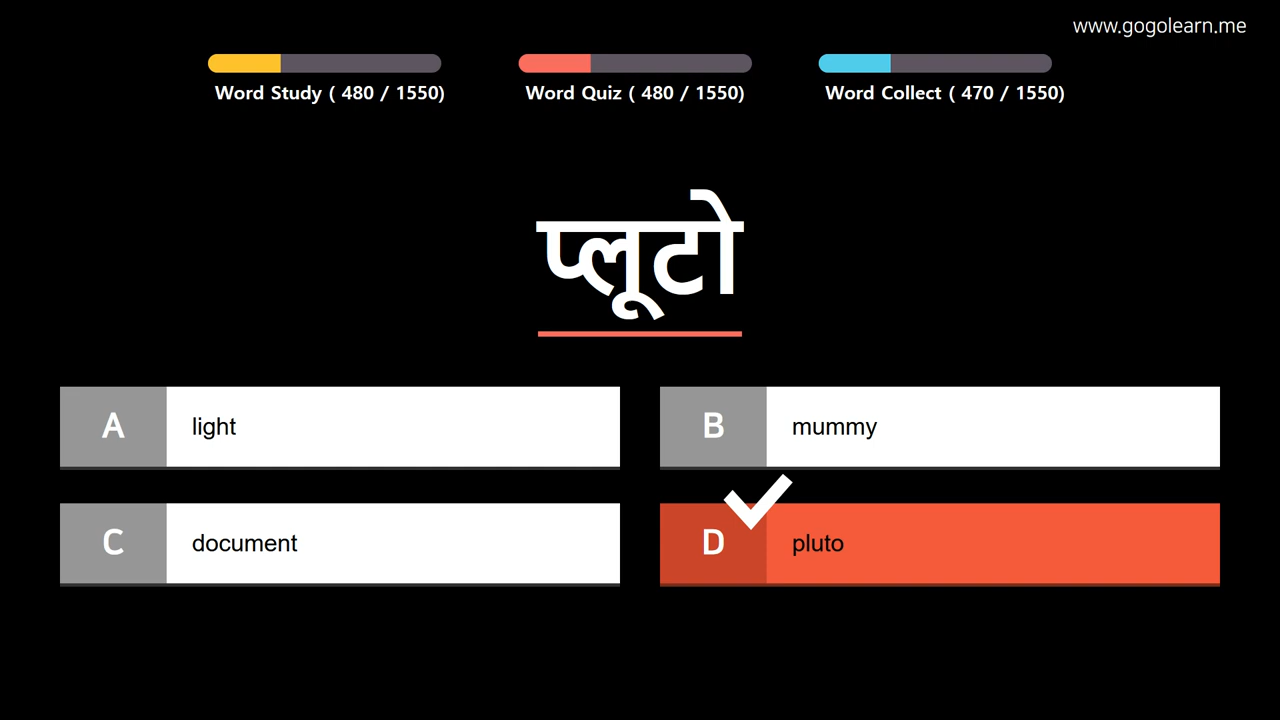 www.gogolearn.me
Word Study ( 480 / 1550)
Word Quiz ( 480 / 1550)
Word Collect ( 470 / 1550)
प्लूटो
A light
B mummy
C document
D pluto